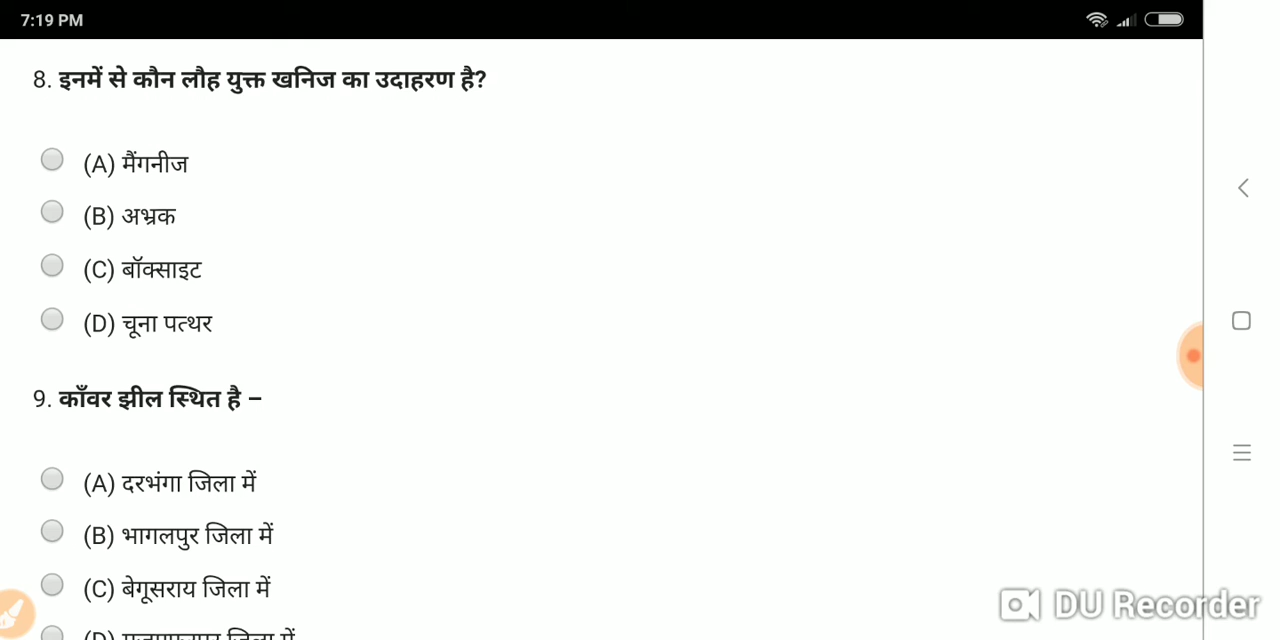 7:19 PM
8. इनमें से कौन लौह युक्त खनिज का उदाहरण है?
(A) मैंगनीज
(B) अभ्रक
(C) बॉक्साइट
(D) चूना पत्थर
9. काँवर झील स्थित है –
(A) दरभंगा जिला में
(B) भागलपुर जिला में
(C) बेगूसराय जिला में
(D) जिला में
DU Recorder